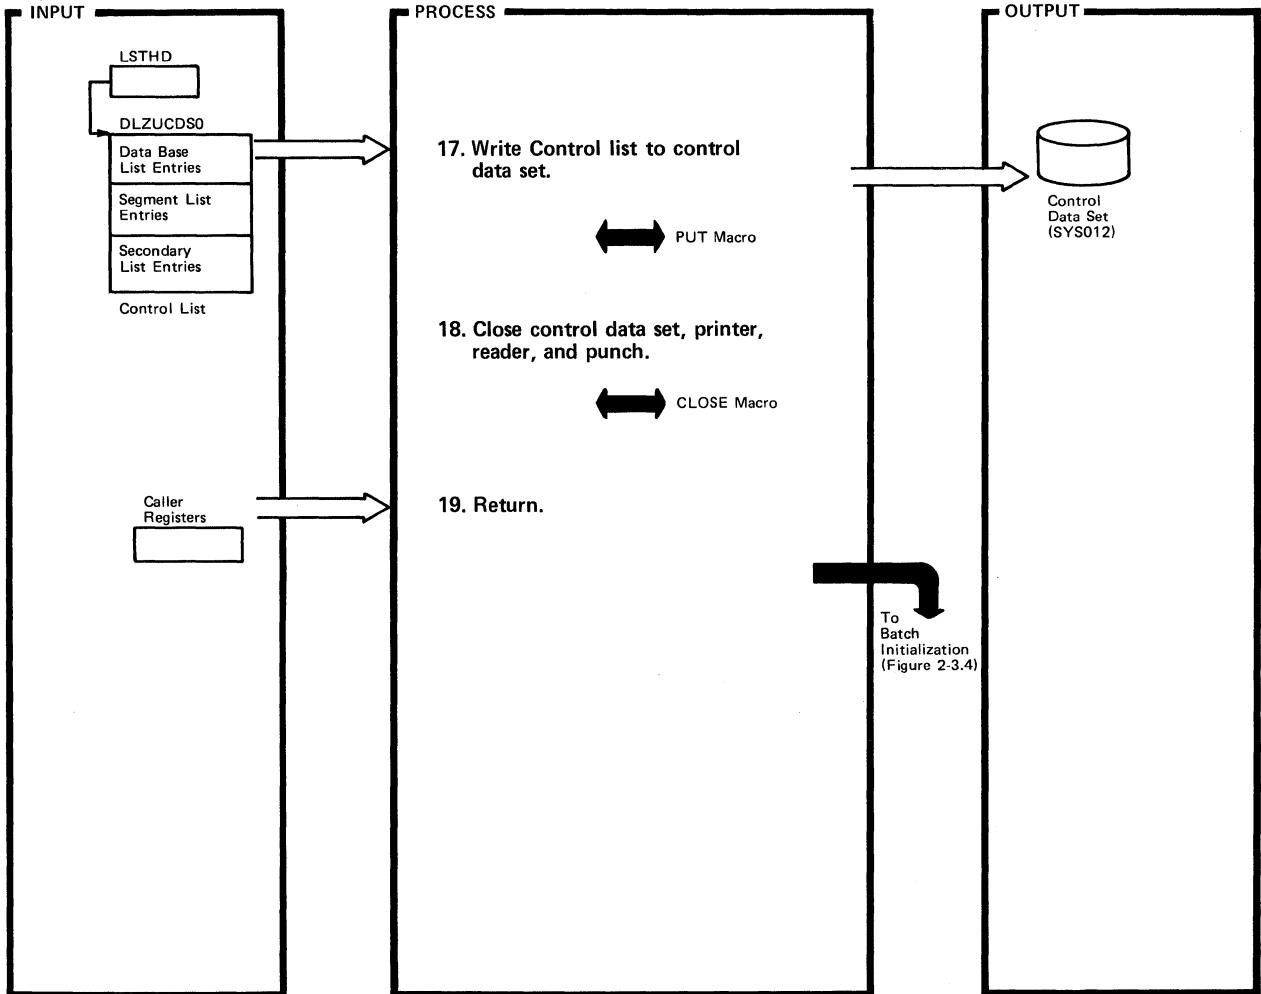 INPUT
PROCESS
OUTPUT
LSTHD
DLZUCDS0
Data Base
List Entries
Segment List
Entries
Secondary
List Entries
Control List
17. Write Control list to control
data set.
PUT Macro
Control
Data Set
(SYS012)
18. Close control data set, printer,
reader, and punch.
CLOSE Macro
Caller
Registers
19. Return.
To
Batch
Initialization
(Figure 2-3.4)